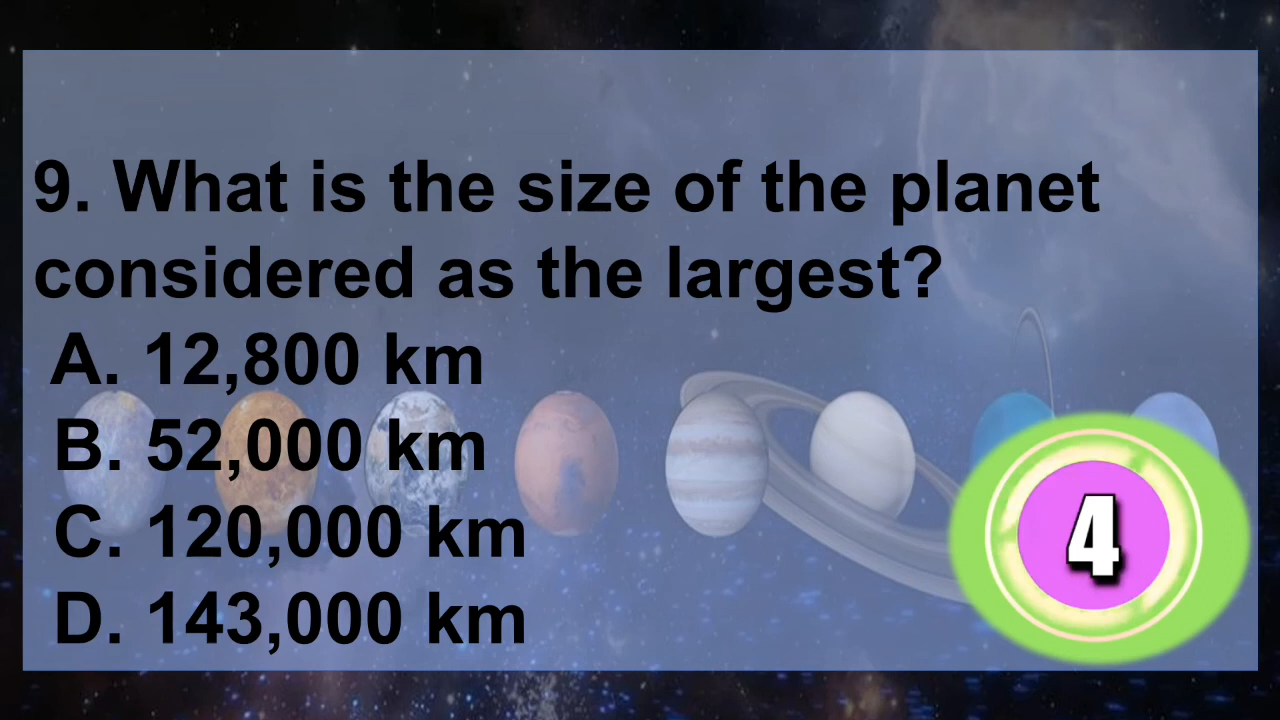 9. What is the size of the planet
considered as the largest?
A. 12,800 km
B. 52,000 km
C. 120,000 km
D. 143,000 km
4